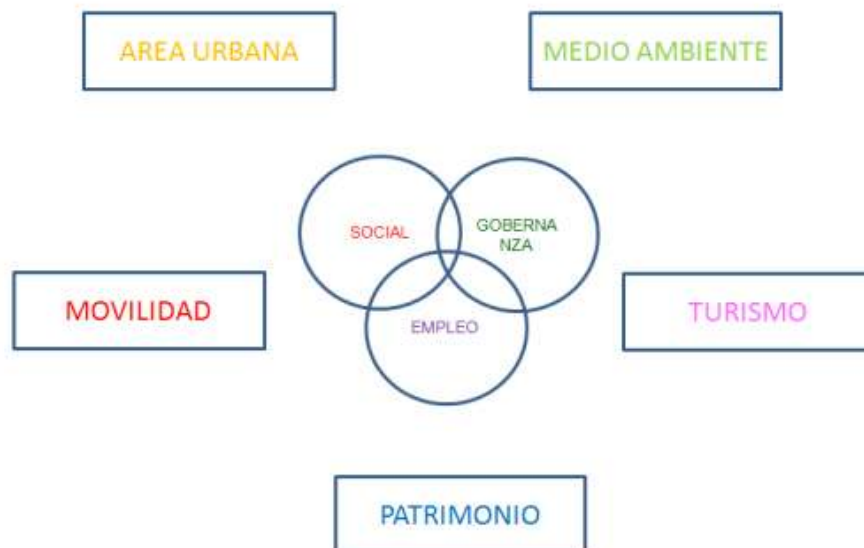 AREA URBANA
MEDIO AMBIENTE
SOCIAL
GOBERNA
NZA
MOVILIDAD
EMPLEO
TURISMO
PATRIMONIO